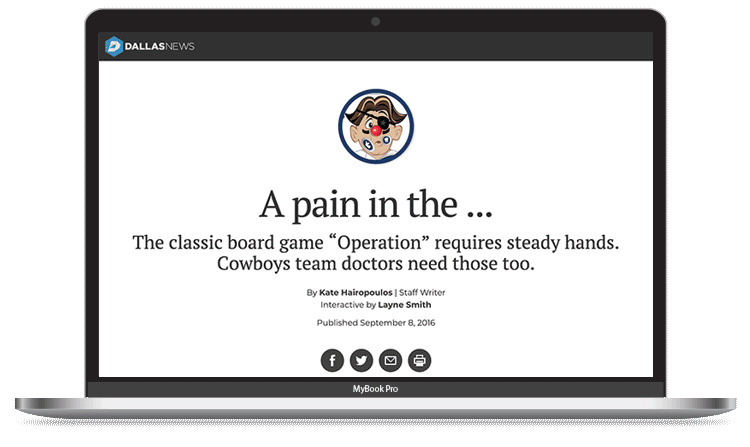 DALLASNEWS
A pain in the ...
The classic board game “Operation” requires steady hands.
Cowboys team doctors need those too.
By Kate Hairopoulos | Staff Writer
Interactive by Layne Smith
Published September 8, 2016
MyBook Pro